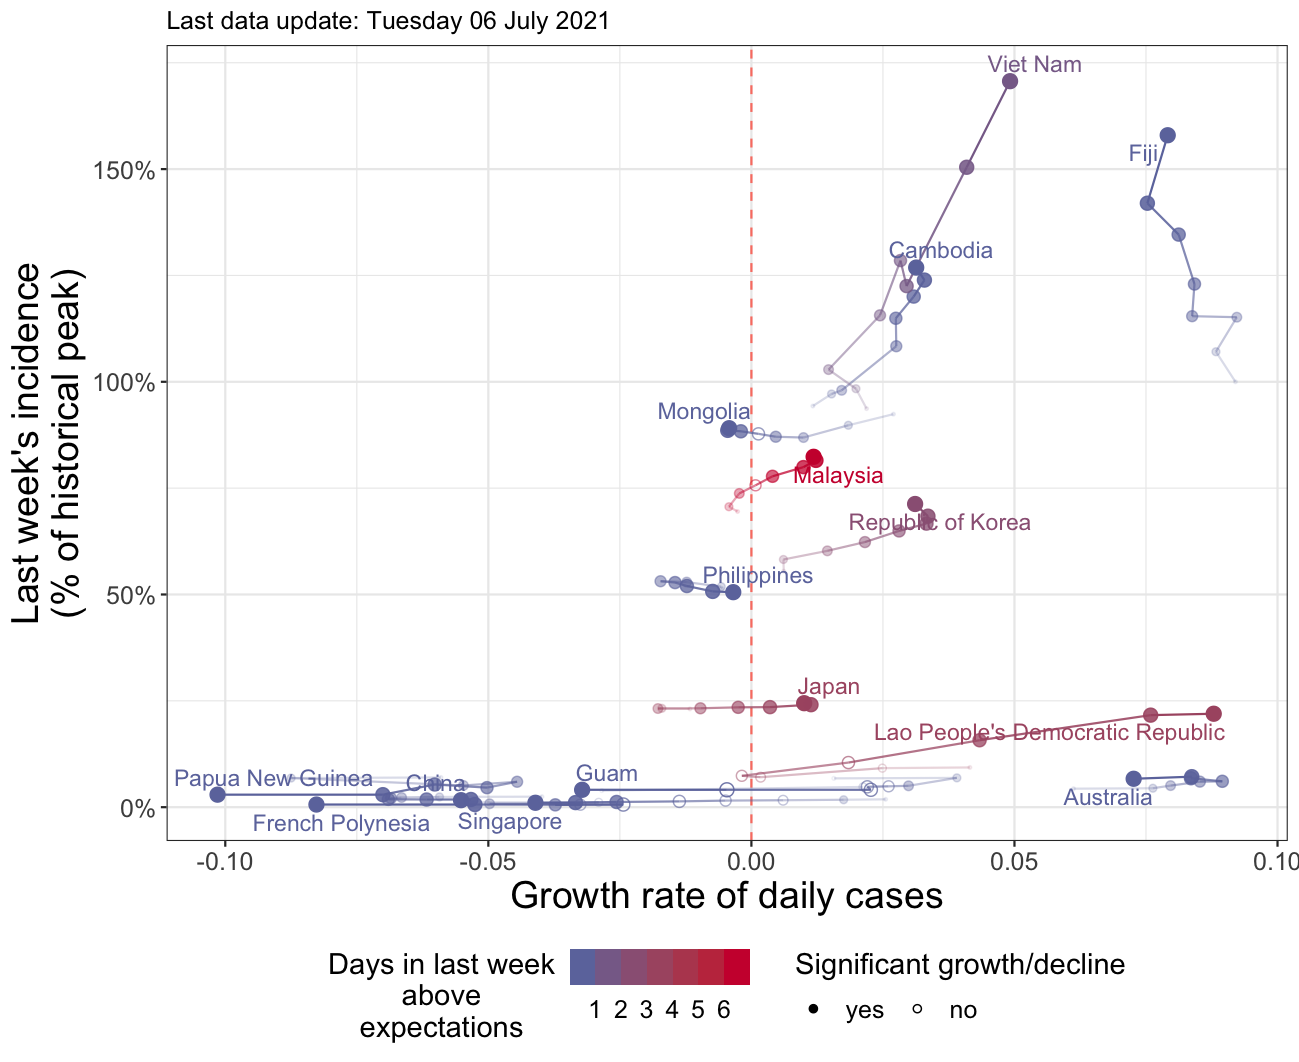 Last data update: Tuesday 06 July 2021
Last week's incidence
(% of historical peak)
150%
100%
50%
0%
Viet Nam
Fiji
Cambodia
Mongolia
Malaysia
Republic of Korea
Philippines
Japan
Lao People's Democratic Republic
Papua New Guinea
China
Guam
Australia
French Polynesia
Singapore
-0.10
-0.05
0.00
0.05
0.10
Growth rate of daily cases
Days in last week
above
expectations
1 2 3 4 5 6
Significant growth/decline
yes
no